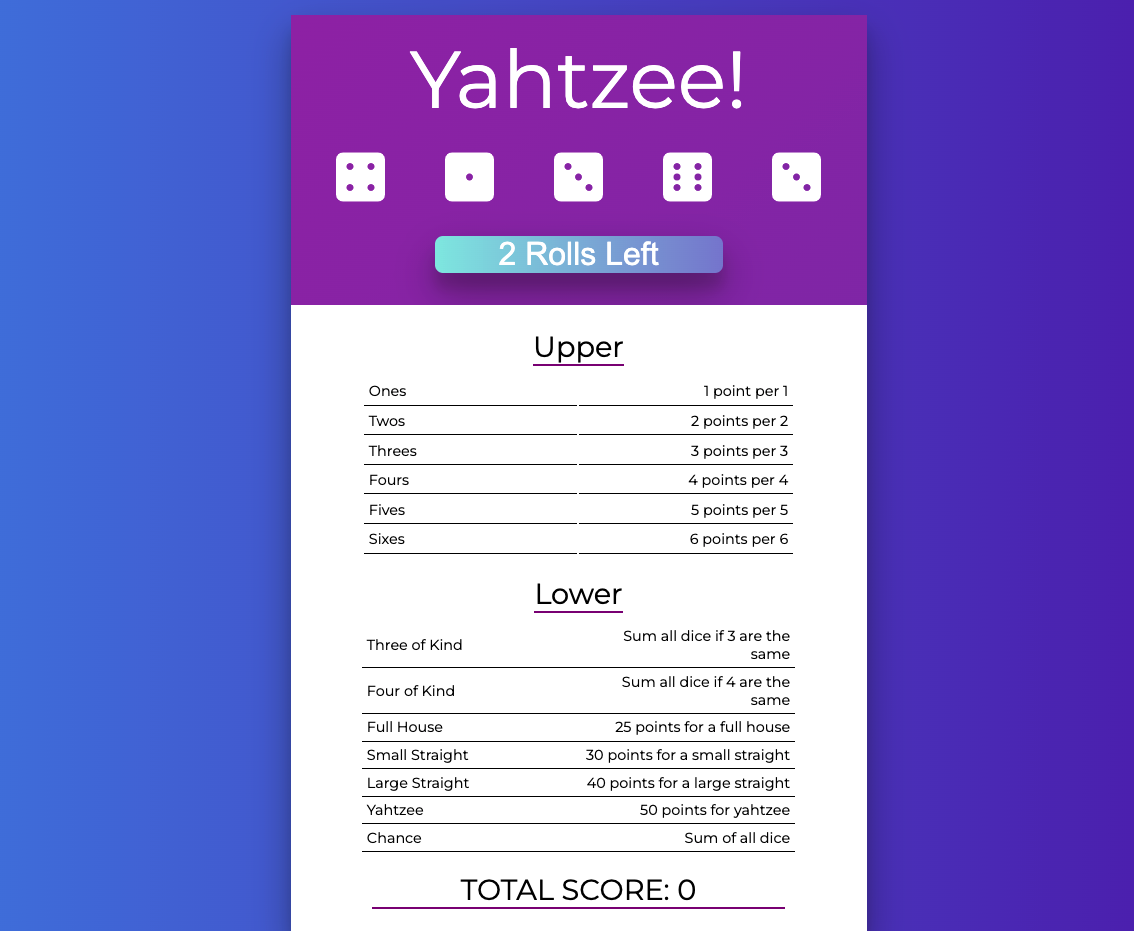 Yahtzee!
2 Rolls Left
Upper
Ones 1 point per 1
Twos 2 points per 2
Threes 3 points per 3
Fours 4 points per 4
Fives 5 points per 5
Sixes 6 points per 6
Lower
Three of Kind Sum all dice if 3 are the
same
Four of Kind Sum all dice if 4 are the
same
Full House 25 points for a full house
Small Straight 30 points for a small straight
Large Straight 40 points for a large straight
Yahtzee 50 points for yahtzee
Chance Sum of all dice
TOTAL SCORE: 0